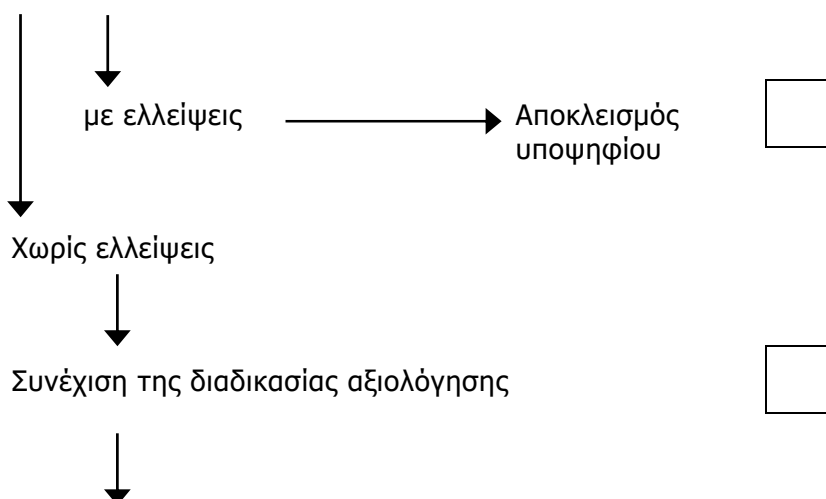 με ελλείψεις
Αποκλεισμός
υποψηφίου
Χωρίς ελλείψεις
Συνέχιση της διαδικασίας αξιολόγησης